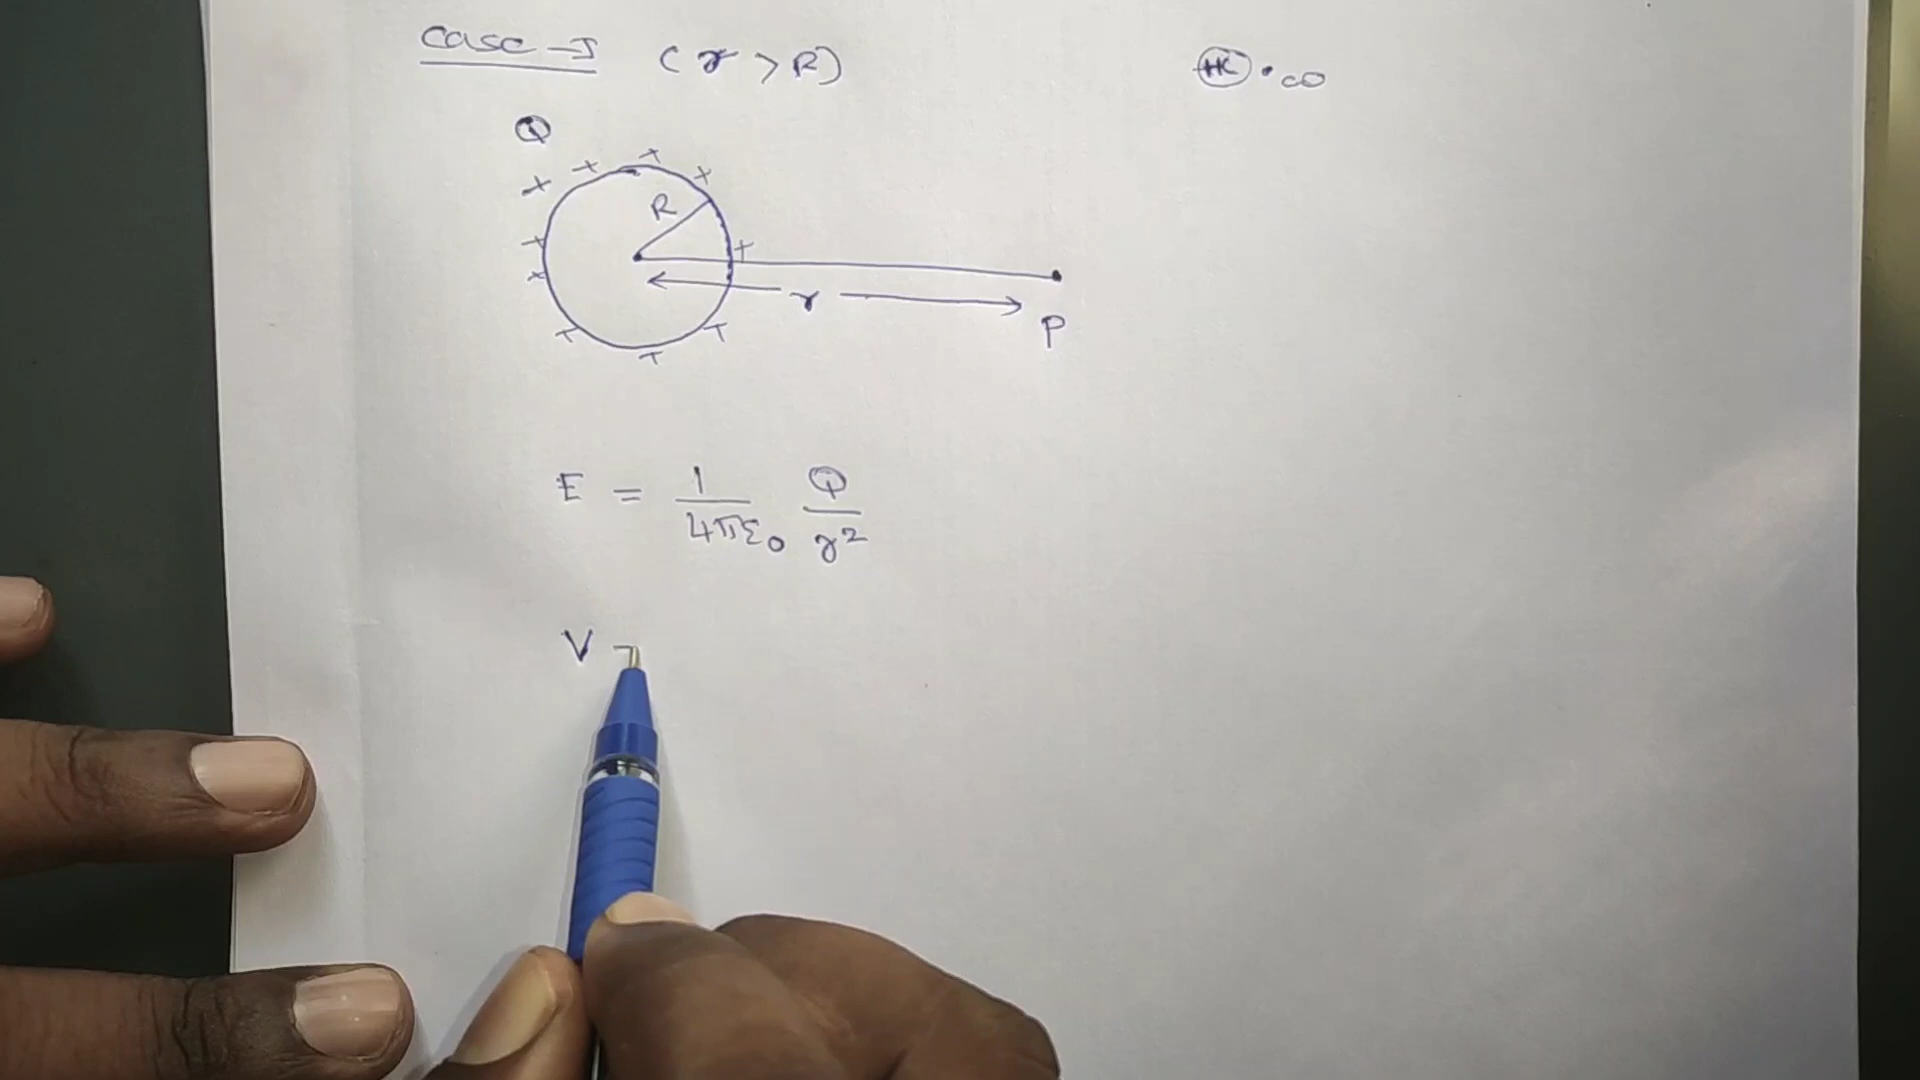 Case-I (r > R)
HK.co
Q
R
r
P
E = 1/4πε₀ Q/r²
V =